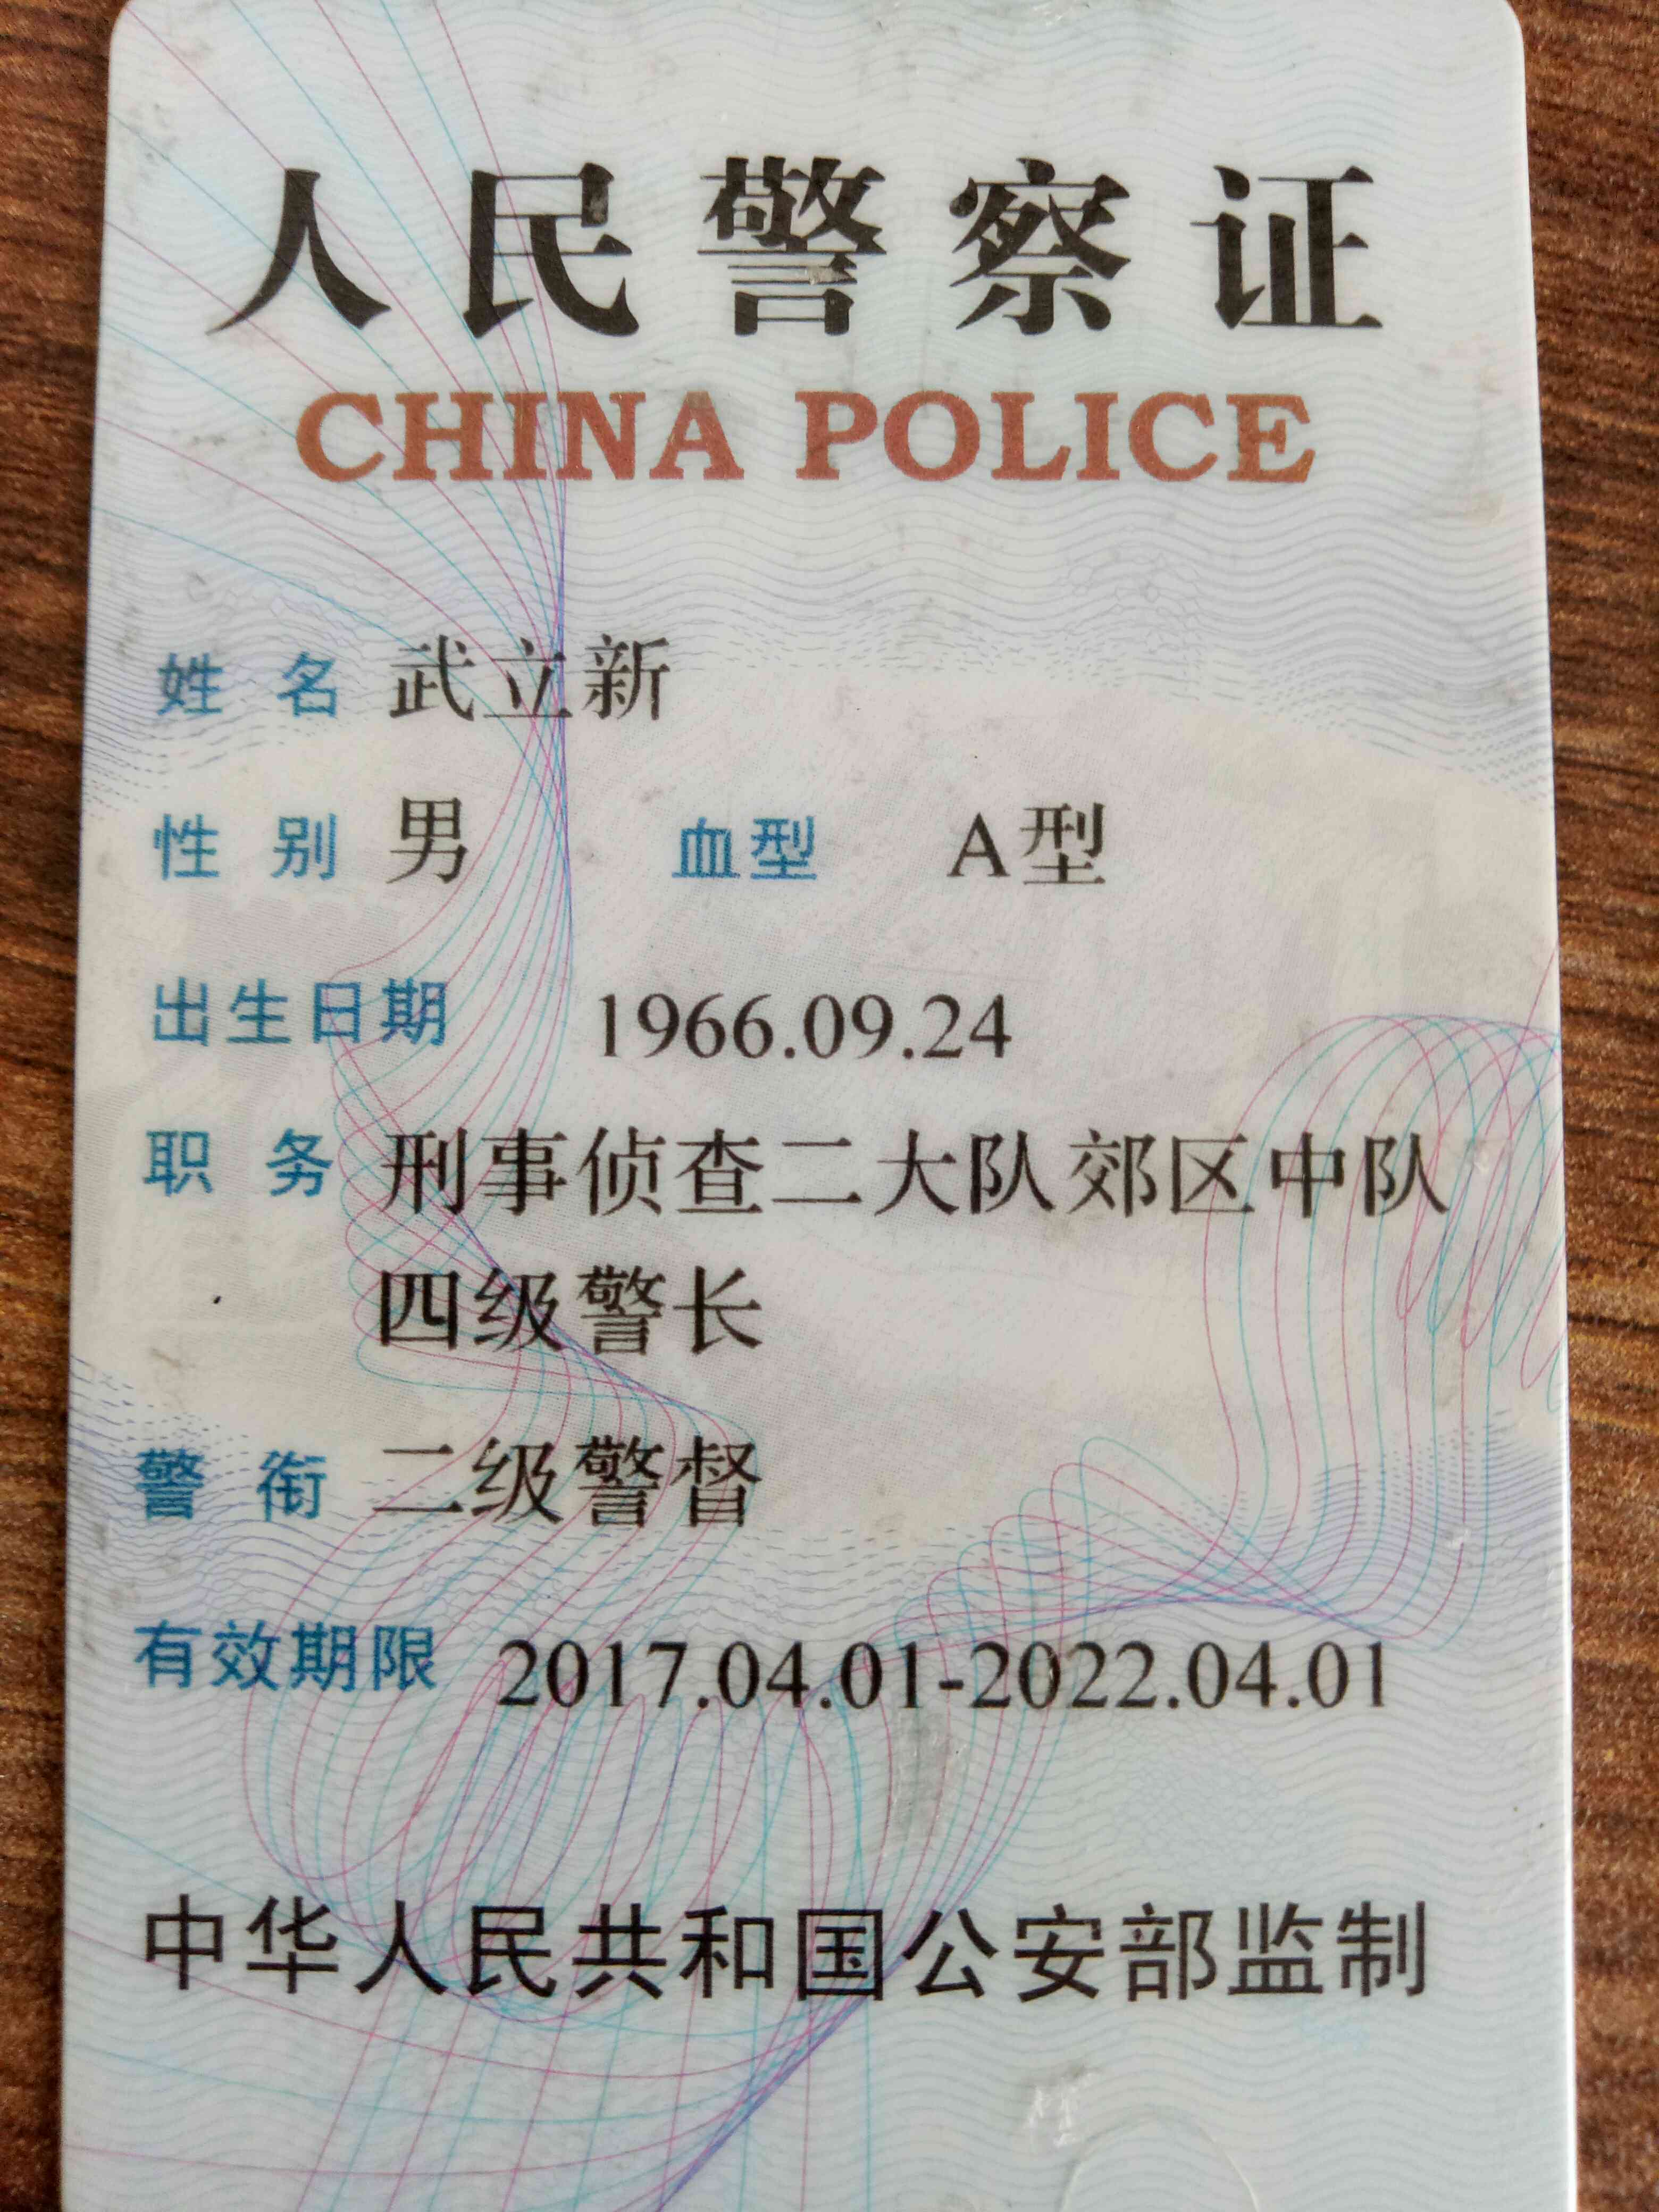 人民警察证
CHINA POLICE
姓 名 武立新
性 别 男 血型 A型
出生日期 1966.09.24
职 务 刑事侦查二大队郊区中队
四级警长
警 衔 二级警督
有效期限 2017.04.01-2022.04.01
中华人民共和国公安部监制